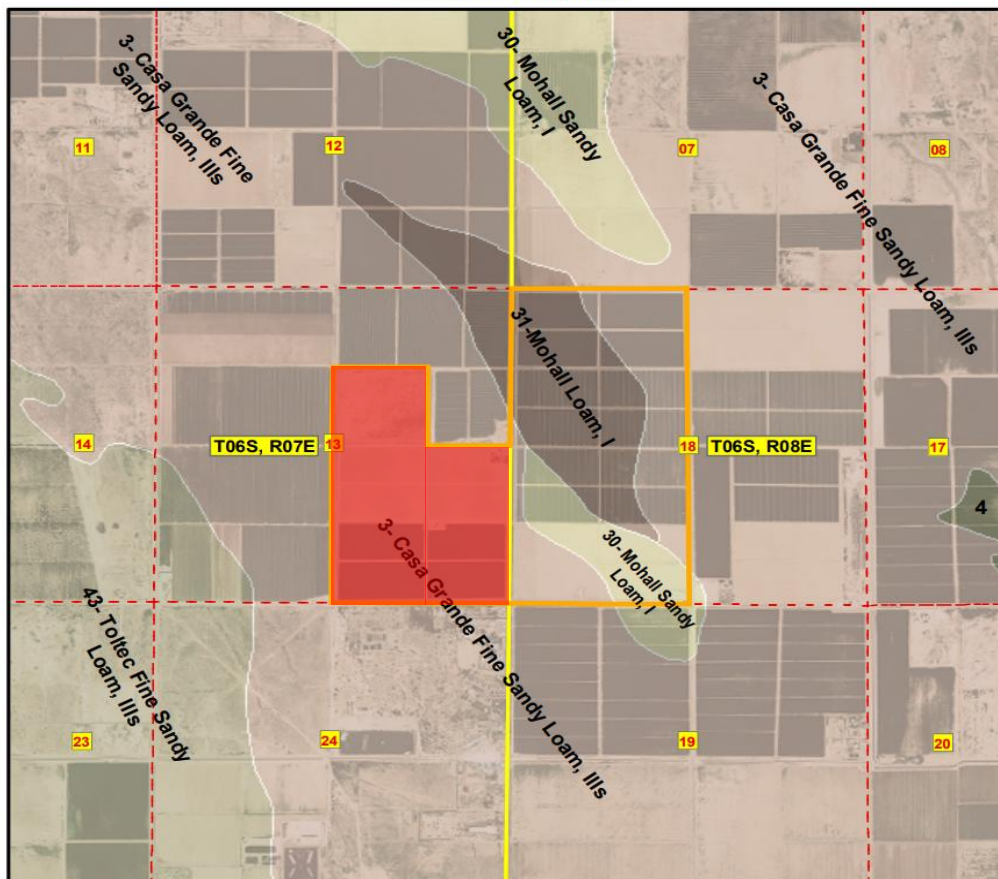 3- Casa Grande Fine
Sandy Loam, IIIs
30- Mohall Sandy
Loam, I
3- Casa Grande Fine Sandy Loam, IIIs
11
12
07
08
31-Mohall Loam, I
14
T06S, R07E
13
18
T06S, R08E
17
4
3- Casa Grande Fine Sandy Loam, IIIs
30- Mohall Sandy
Loam, I
43- Toltec Fine Sandy
Loam, IIIs
23
24
19
20